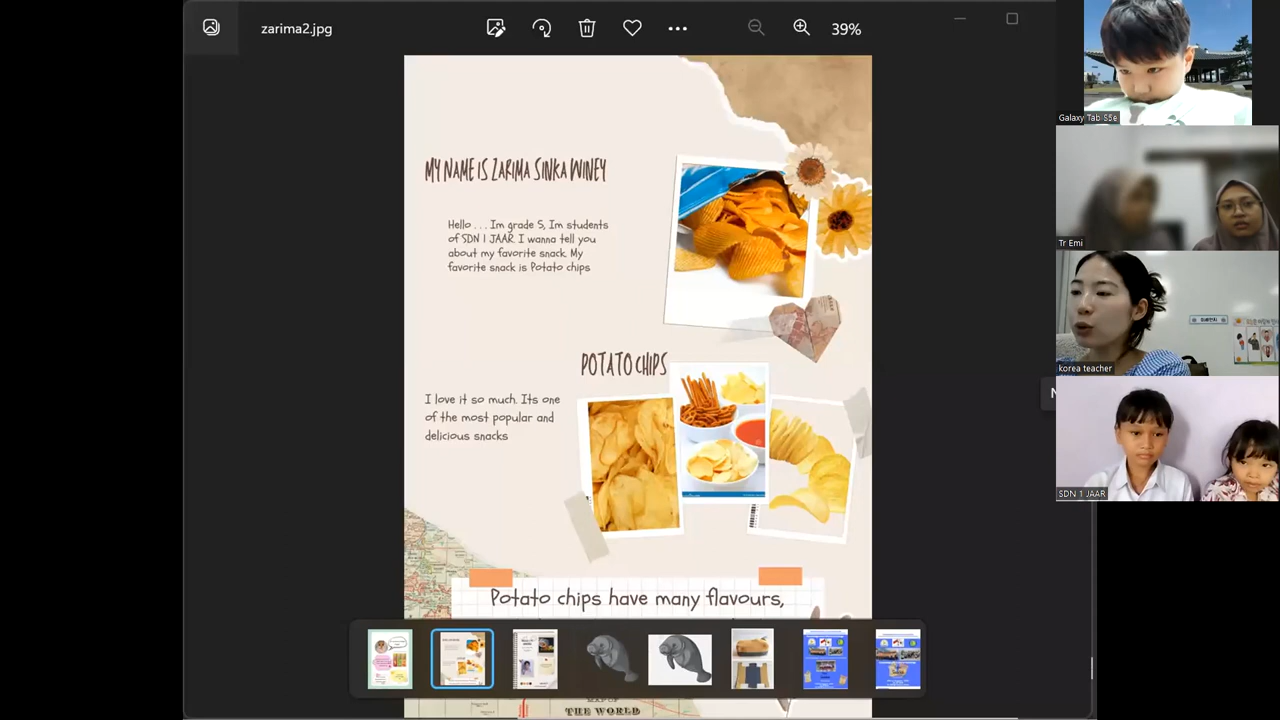 zarima2.jpg
39%
MY NAME IS ZARIMA SINKA WINEY
Hello . . . Im grade 5, Im students
of SDN 1 JAAR. I wanna tell you
about my favorite snack. My
favorite snack is Potato chips
POTATO CHIPS
I love it so much. Its one
of the most popular and
delicious snacks
Potato chips have many flavours,
MAP OF
THE WORLD
Galaxy Tab S5e
Tr Emi
korea teacher
SDN 1 JAAR